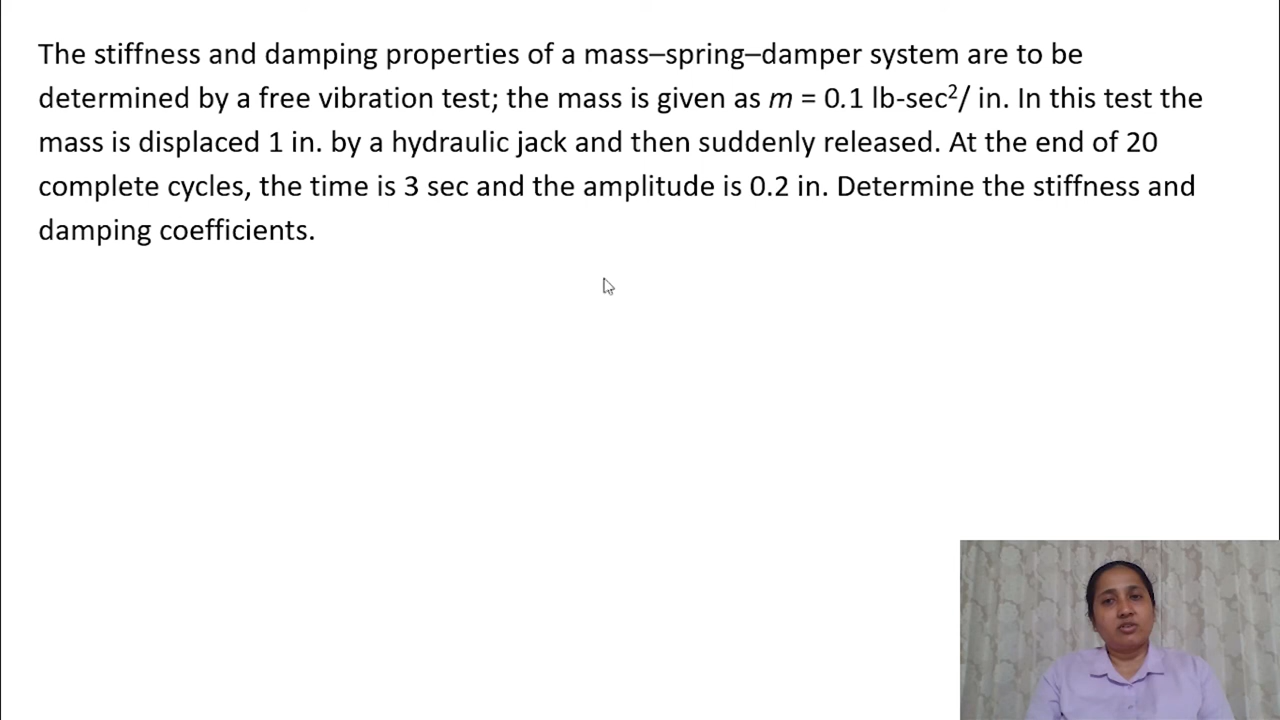 The stiffness and damping properties of a mass–spring–damper system are to be
determined by a free vibration test; the mass is given as m = 0.1 lb-sec²/ in. In this test the
mass is displaced 1 in. by a hydraulic jack and then suddenly released. At the end of 20
complete cycles, the time is 3 sec and the amplitude is 0.2 in. Determine the stiffness and
damping coefficients.